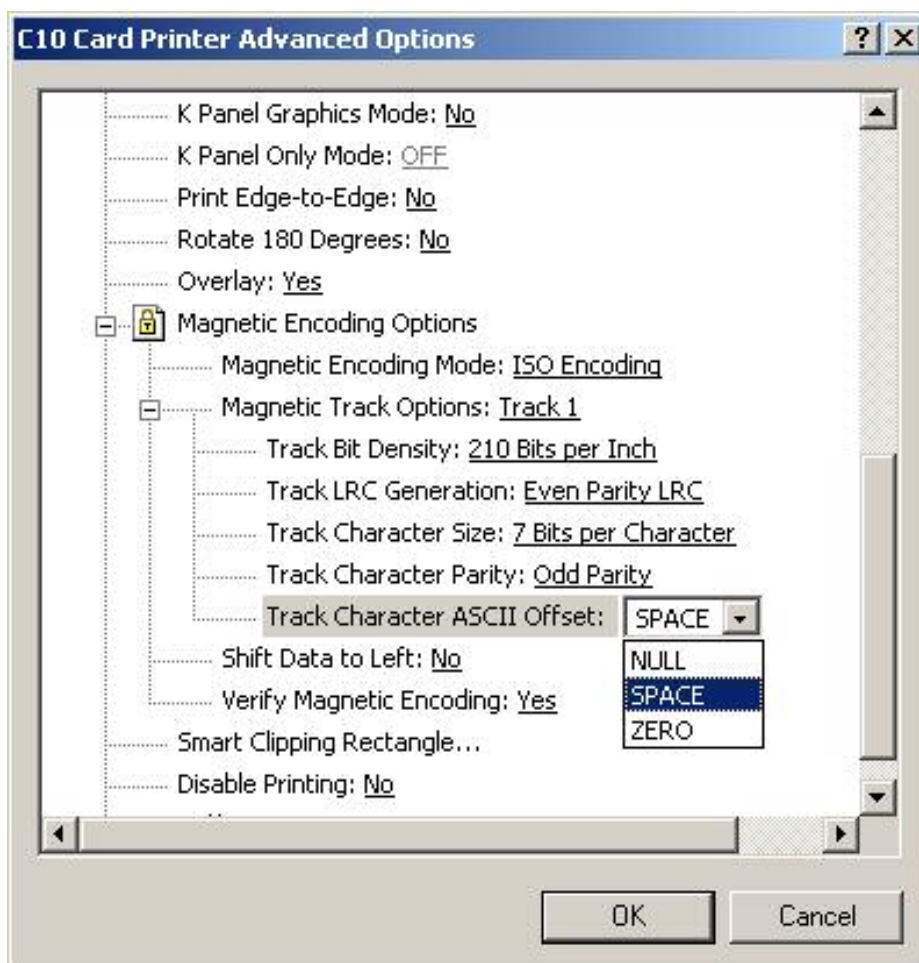 C10 Card Printer Advanced Options
K Panel Graphics Mode: No
K Panel Only Mode: OFF
Print Edge-to-Edge: No
Rotate 180 Degrees: No
Overlay: Yes
Magnetic Encoding Options
Magnetic Encoding Mode: ISO Encoding
Magnetic Track Options: Track 1
Track Bit Density: 210 Bits per Inch
Track LRC Generation: Even Parity LRC
Track Character Size: 7 Bits per Character
Track Character Parity: Odd Parity
Track Character ASCII Offset: SPACE
Shift Data to Left: No
NULL
Verify Magnetic Encoding: Yes
SPACE
Smart Clipping Rectangle...
ZERO
Disable Printing: No
OK Cancel